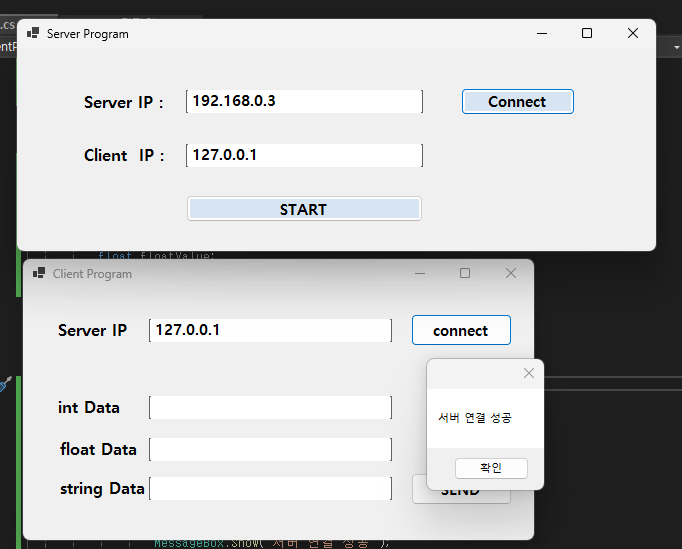 .cs
Server Program
entP
Server IP :
192.168.0.3
Connect
Client IP :
127.0.0.1
START
float floatValue;
Client Program
Server IP
127.0.0.1
connect
int Data
서버 연결 성공
float Data
확인
string Data
SEND
MessageBox.Show( 서버 연결 성공 );